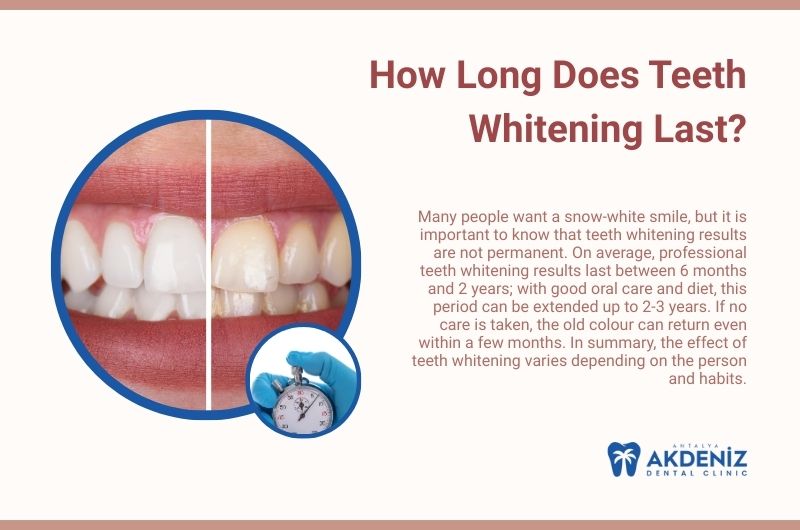 How Long Does Teeth
Whitening Last?
Many people want a snow-white smile, but it is
important to know that teeth whitening results
are not permanent. On average, professional
teeth whitening results last between 6 months
and 2 years; with good oral care and diet, this
period can be extended up to 2-3 years. If no
care is taken, the old colour can return even
within a few months. In summary, the effect of
teeth whitening varies depending on the person
and habits.
ANTALYA
AKDENİZ
DENTAL CLINIC